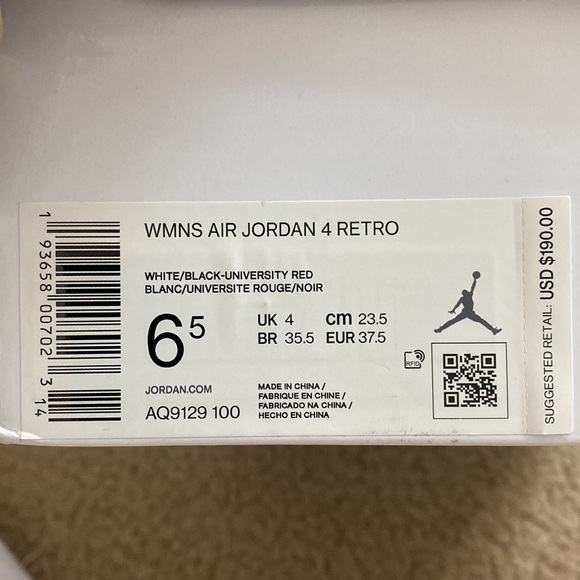 WMNS AIR JORDAN 4 RETRO
WHITE/BLACK-UNIVERSITY RED
BLANC/UNIVERSITE ROUGE/NOIR
6 5
UK 4 cm 23.5
BR 35.5 EUR 37.5
RFID
JORDAN.COM
AQ9129 100
MADE IN CHINA /
FABRIQUE EN CHINE /
FABRICADO NA CHINA /
HECHO EN CHINA
SUGGESTED RETAIL: USD $190.00
1 93658 00702 3 14